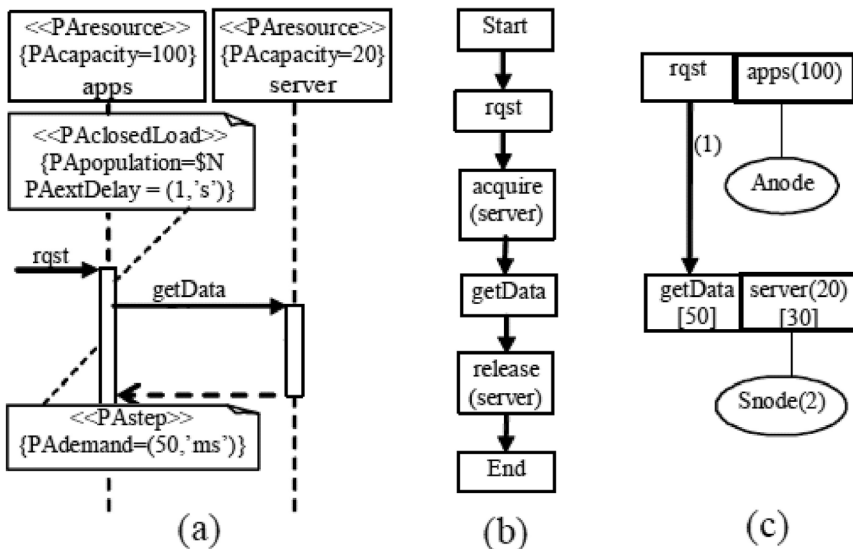 <<PAresource>>
{PAcapacity=100}
apps
<<PAresource>>
{PAcapacity=20}
server
<<PAclosedLoad>>
{PApopulation=$N
PAextDelay = (1,’s’)}
rqst
getData
<<PAstep>>
{PAdemand=(50,’ms’)}
(a)
Start
rqst
acquire
(server)
getData
release
(server)
End
(b)
rqst
apps(100)
(1)
Anode
getData
[50]
server(20)
[30]
Snode(2)
(c)